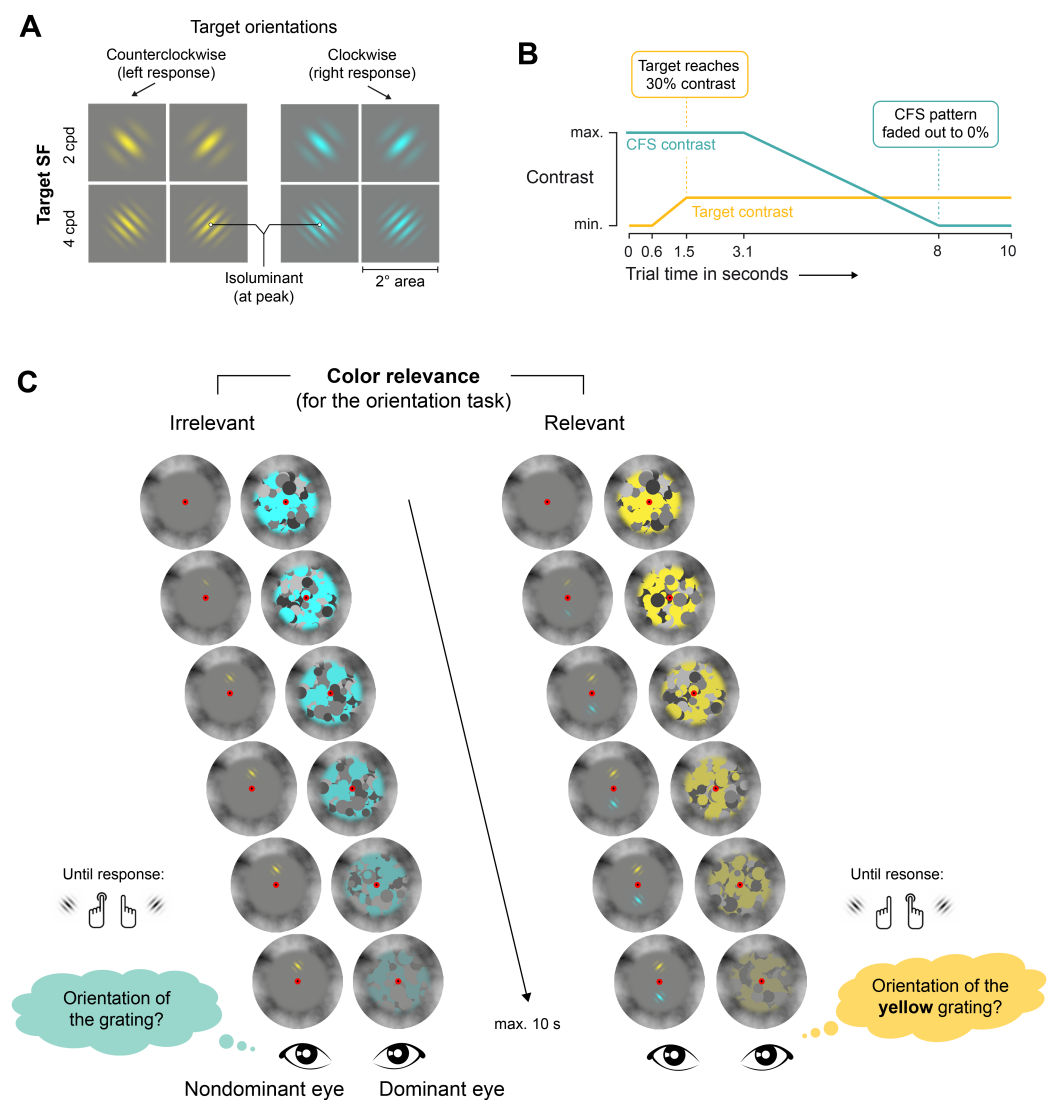 A
Target orientations
Counterclockwise
(left response)
Clockwise
(right response)
Target SF
2 cpd
4 cpd
Isoluminant
(at peak)
2° area
B
Target reaches
30% contrast
CFS pattern
faded out to 0%
max.
CFS contrast
Contrast
Target contrast
min.
0 0.6 1.5 3.1 8 10
Trial time in seconds
C
Color relevance
(for the orientation task)
Irrelevant
Relevant
Until response:
Until resonse:
Orientation of
the grating?
Orientation of the
yellow grating?
max. 10 s
Nondominant eye
Dominant eye